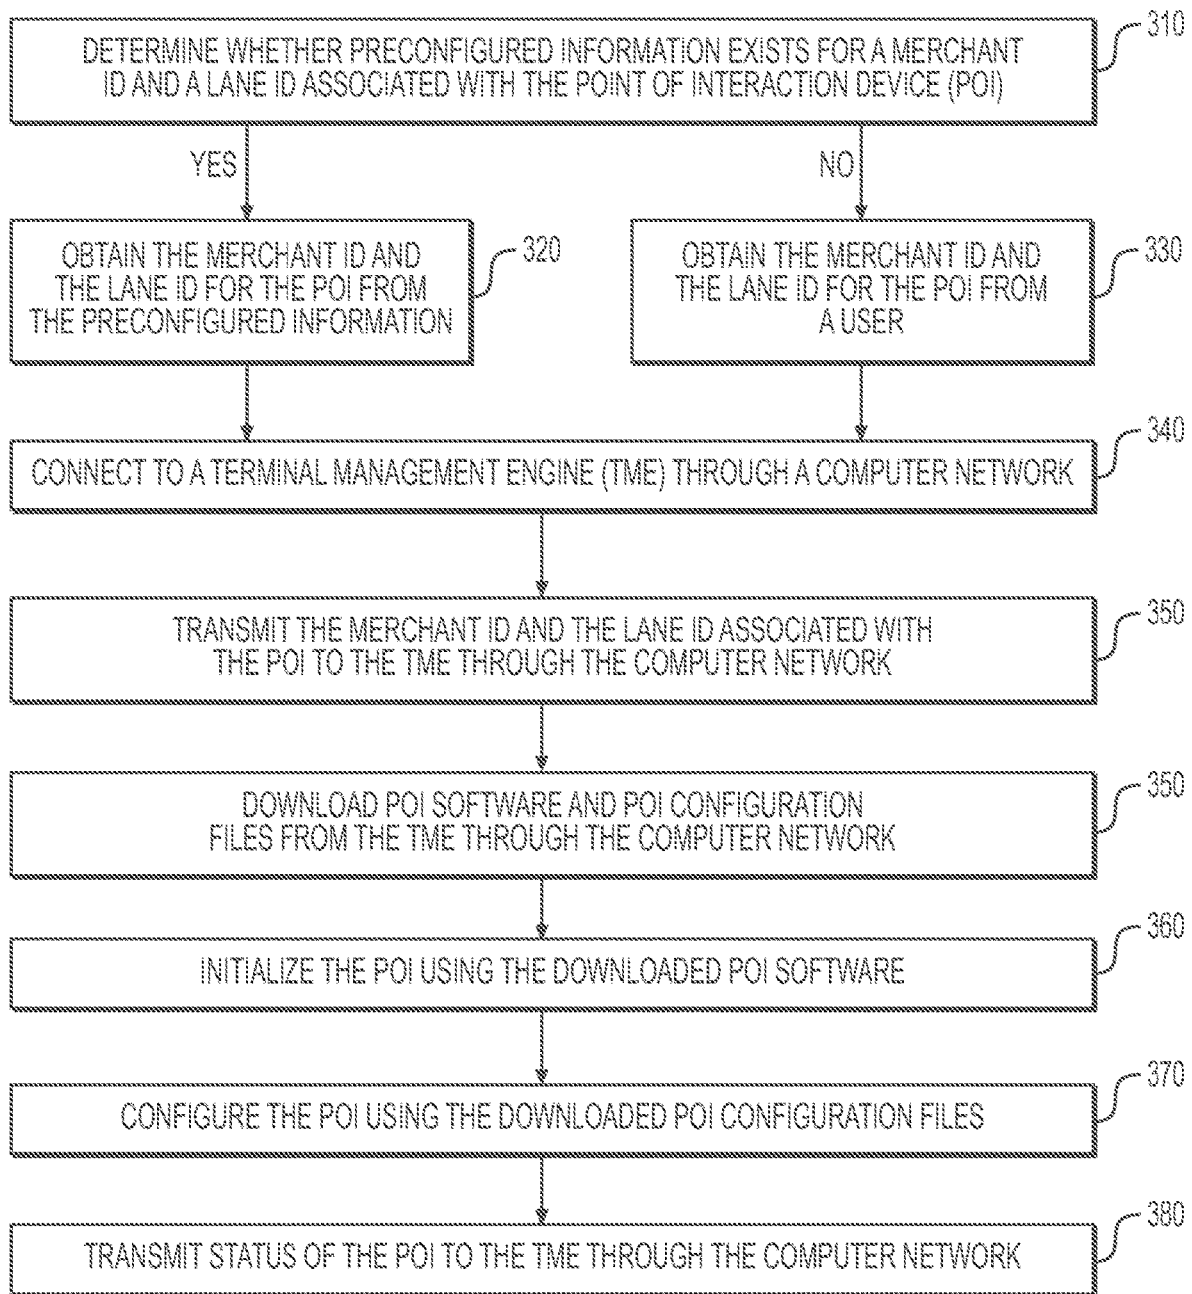 310
DETERMINE WHETHER PRECONFIGURED INFORMATION EXISTS FOR A MERCHANT
ID AND A LANE ID ASSOCIATED WITH THE POINT OF INTERACTION DEVICE (POI)
YES
NO
320
OBTAIN THE MERCHANT ID AND
THE LANE ID FOR THE POI FROM
THE PRECONFIGURED INFORMATION
330
OBTAIN THE MERCHANT ID AND
THE LANE ID FOR THE POI FROM
A USER
340
CONNECT TO A TERMINAL MANAGEMENT ENGINE (TME) THROUGH A COMPUTER NETWORK
350
TRANSMIT THE MERCHANT ID AND THE LANE ID ASSOCIATED WITH
THE POI TO THE TME THROUGH THE COMPUTER NETWORK
350
DOWNLOAD POI SOFTWARE AND POI CONFIGURATION
FILES FROM THE TME THROUGH THE COMPUTER NETWORK
360
INITIALIZE THE POI USING THE DOWNLOADED POI SOFTWARE
370
CONFIGURE THE POI USING THE DOWNLOADED POI CONFIGURATION FILES
380
TRANSMIT STATUS OF THE POI TO THE TME THROUGH THE COMPUTER NETWORK